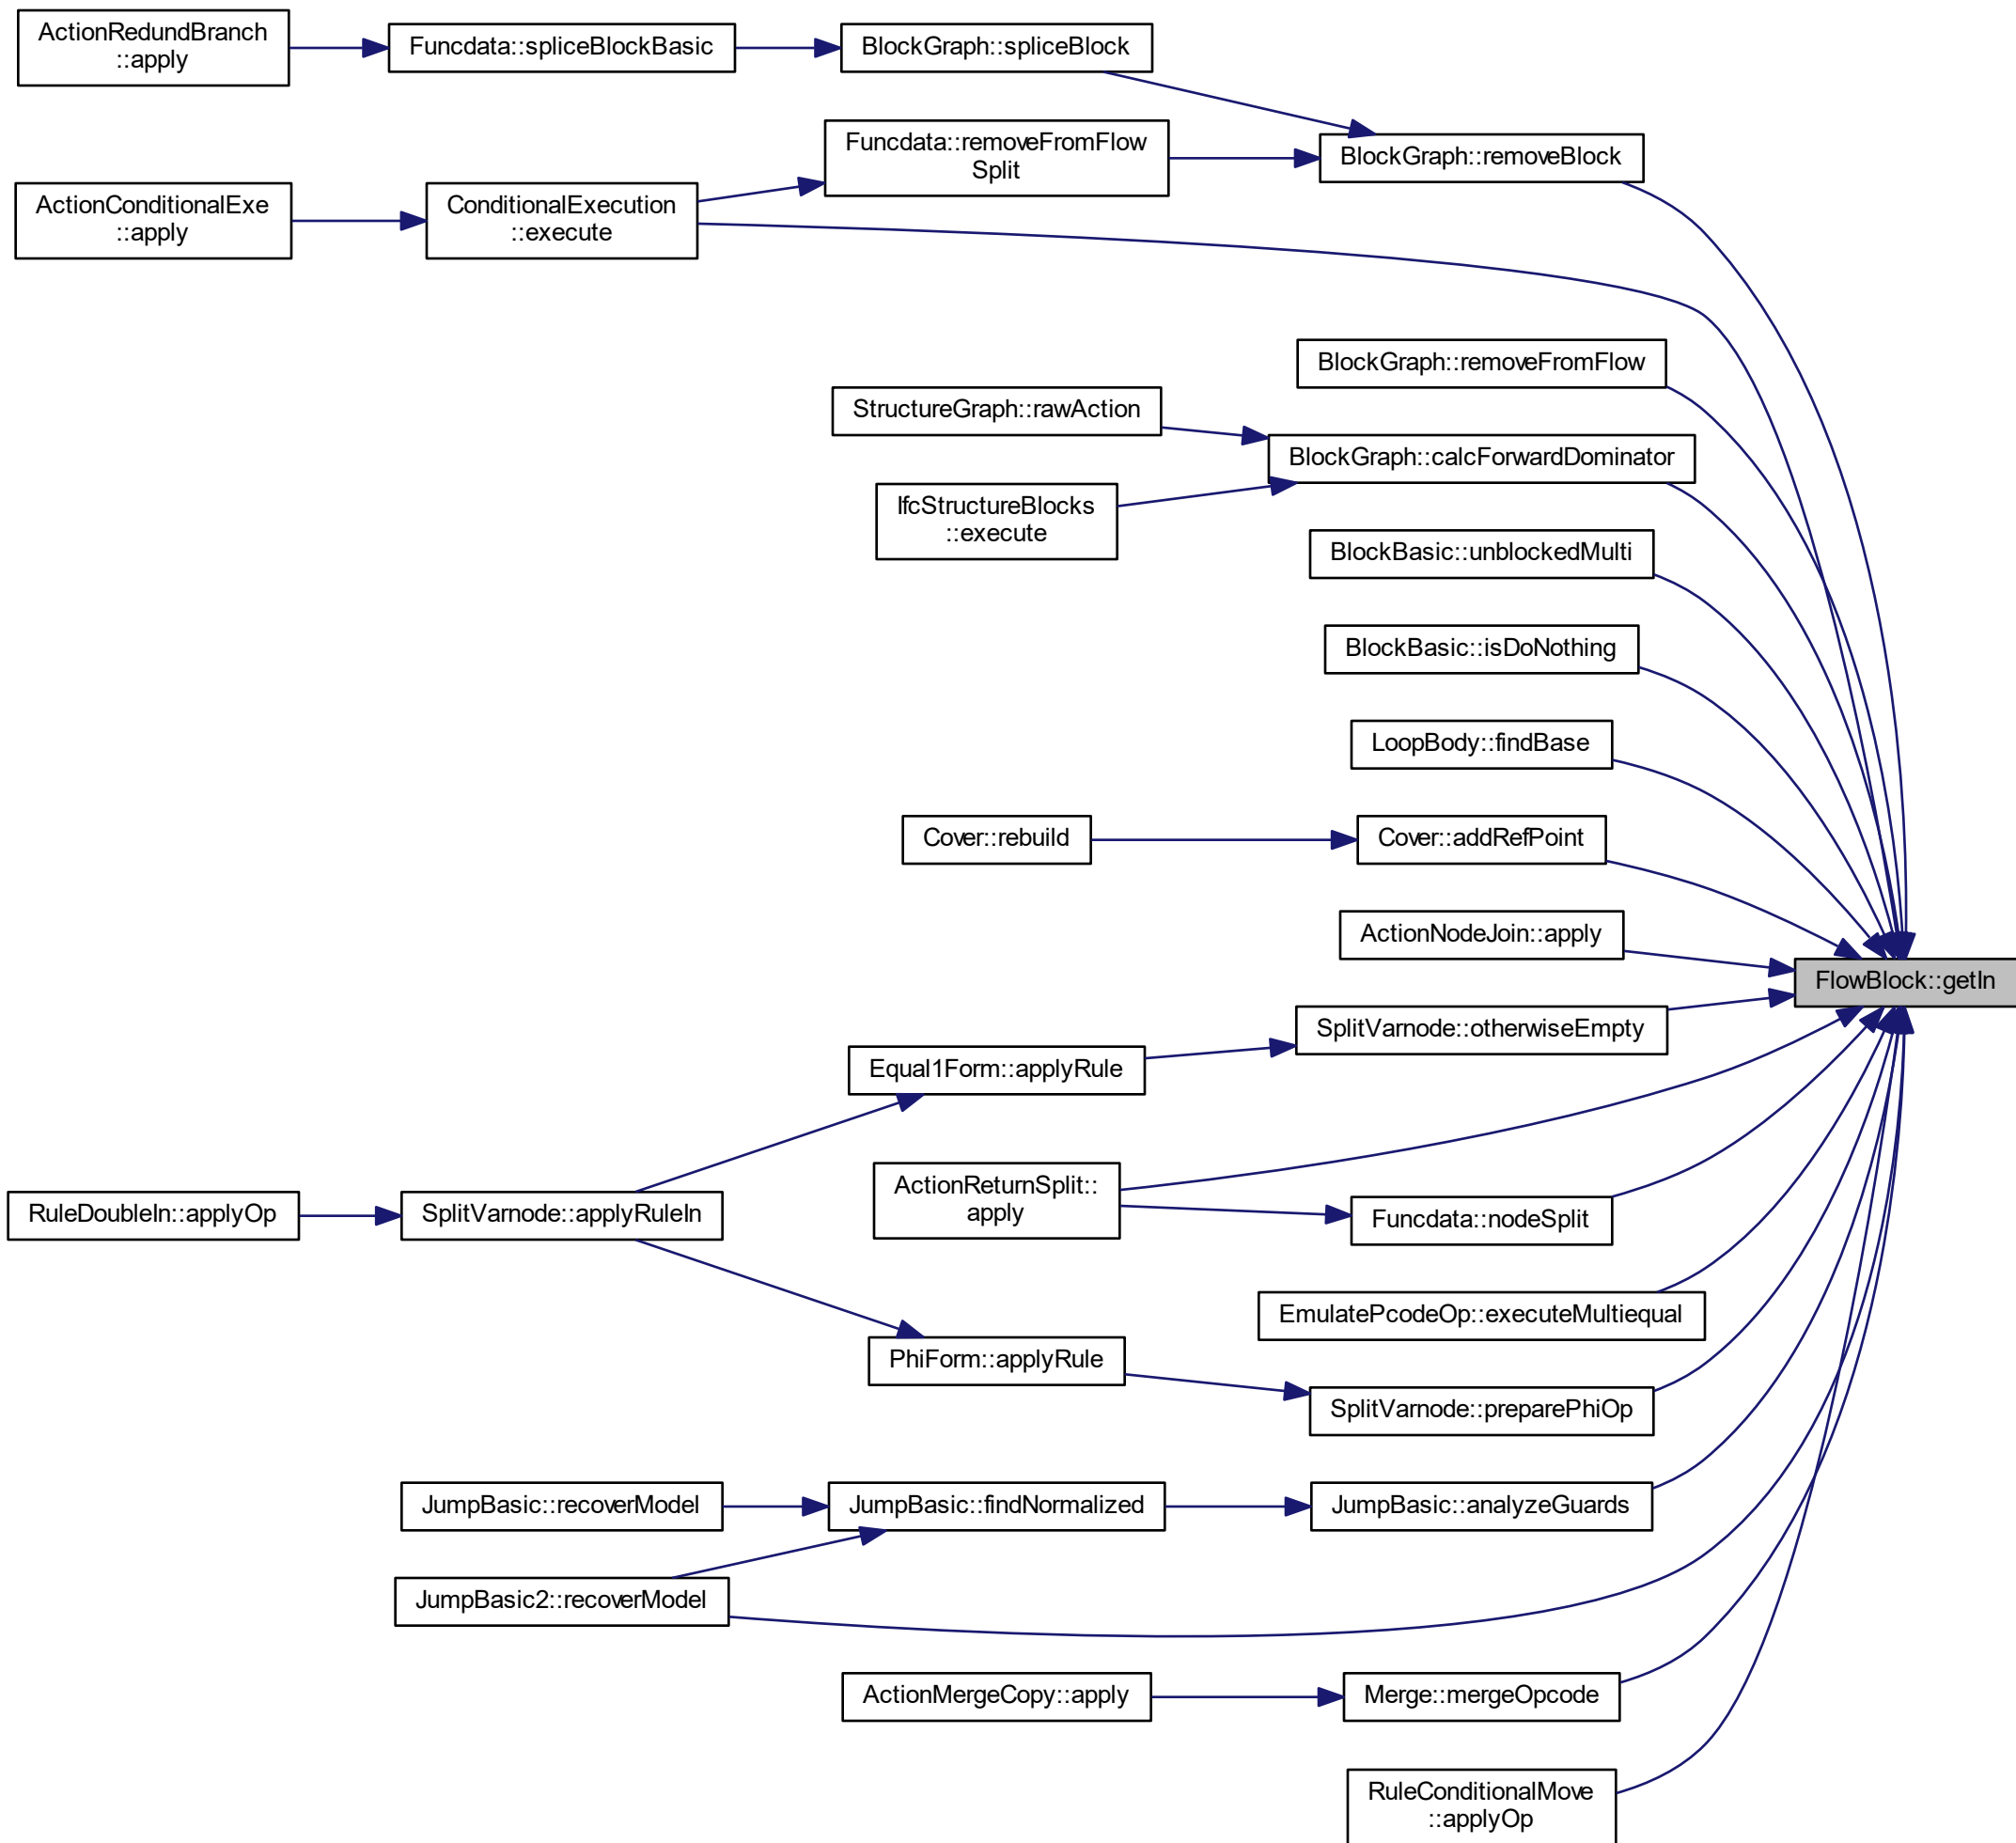 ActionRedundBranch
::apply
Funcdata::spliceBlockBasic
BlockGraph::spliceBlock
Funcdata::removeFromFlow
Split
BlockGraph::removeBlock
ActionConditionalExe
::apply
ConditionalExecution
::execute
BlockGraph::removeFromFlow
StructureGraph::rawAction
BlockGraph::calcForwardDominator
IfcStructureBlocks
::execute
BlockBasic::unblockedMulti
BlockBasic::isDoNothing
LoopBody::findBase
Cover::rebuild
Cover::addRefPoint
ActionNodeJoin::apply
FlowBlock::getIn
SplitVarnode::otherwiseEmpty
Equal1Form::applyRule
ActionReturnSplit::
apply
RuleDoubleIn::applyOp
SplitVarnode::applyRuleIn
Funcdata::nodeSplit
EmulatePcodeOp::executeMultiequal
PhiForm::applyRule
SplitVarnode::preparePhiOp
JumpBasic::recoverModel
JumpBasic::findNormalized
JumpBasic::analyzeGuards
JumpBasic2::recoverModel
ActionMergeCopy::apply
Merge::mergeOpcode
RuleConditionalMove
::applyOp